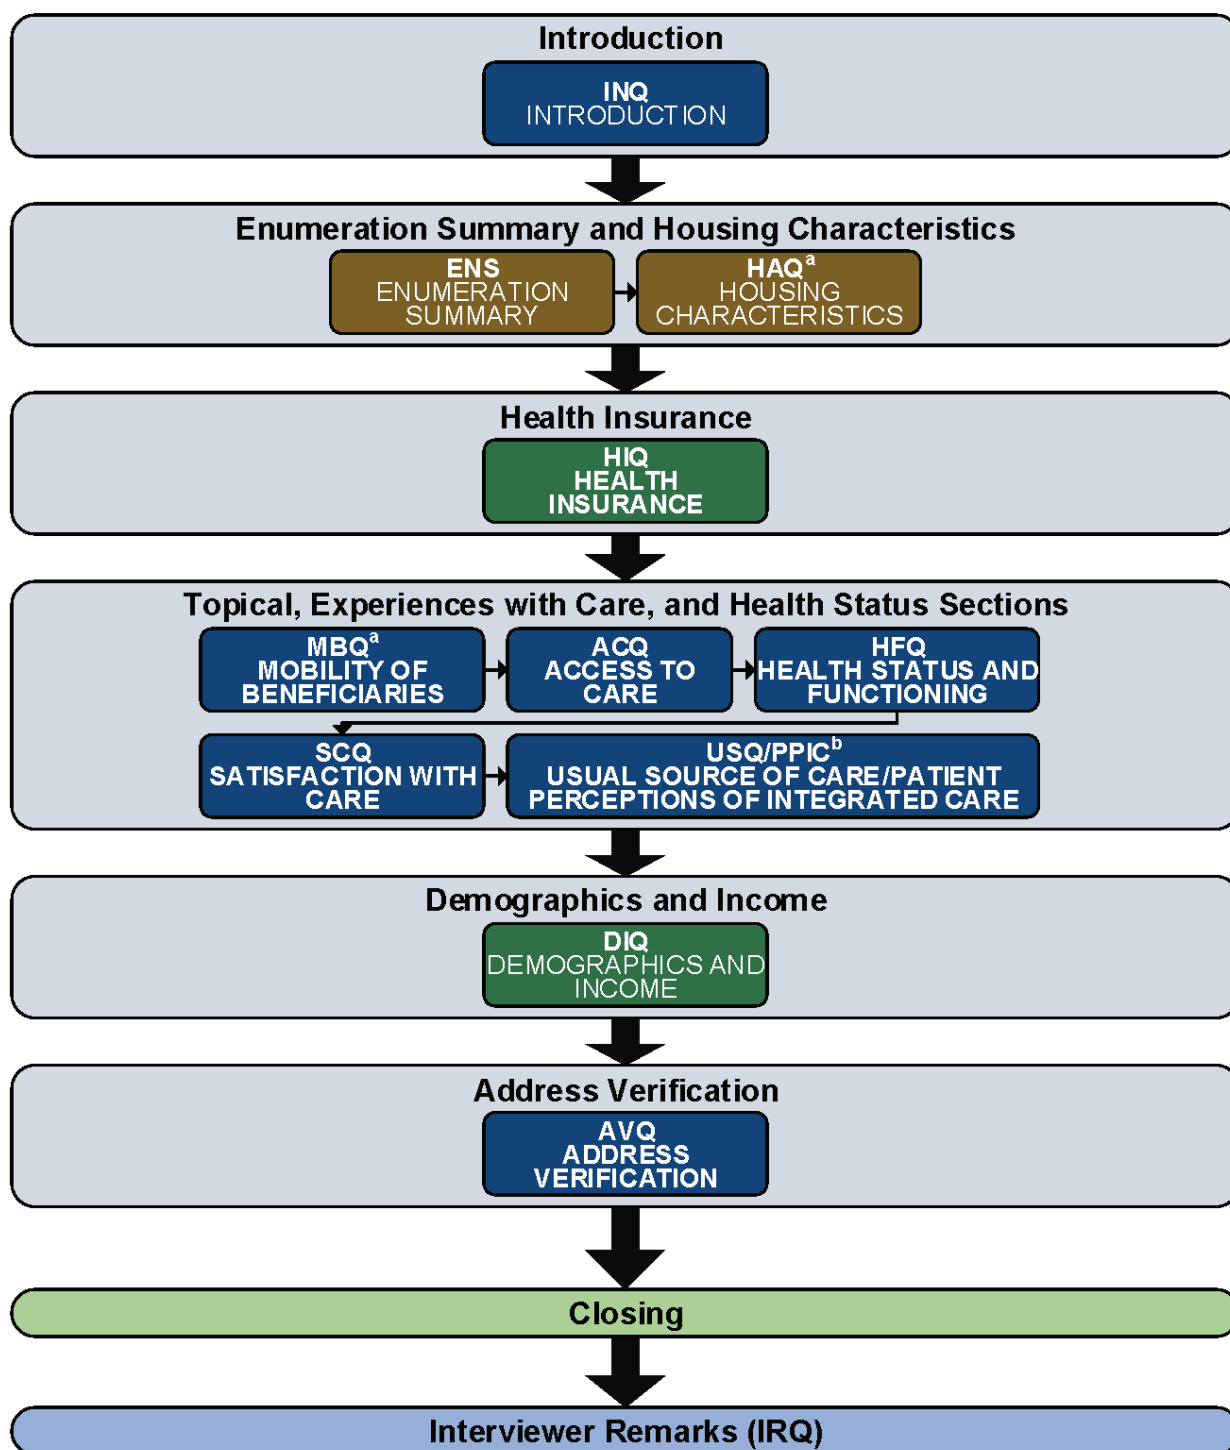 Introduction
INQ
INTRODUCTION
Enumeration Summary and Housing Characteristics
ENS
ENUMERATION
SUMMARY
HAQa
HOUSING
CHARACTERISTICS
Health Insurance
HIQ
HEALTH
INSURANCE
Topical, Experiences with Care, and Health Status Sections
MBQa
MOBILITY OF
BENEFICIARIES
ACQ
ACCESS TO
CARE
HFQ
HEALTH STATUS AND
FUNCTIONING
SCQ
SATISFACTION WITH
CARE
USQ/PPICb
USUAL SOURCE OF CARE/PATIENT
PERCEPTIONS OF INTEGRATED CARE
Demographics and Income
DIQ
DEMOGRAPHICS AND
INCOME
Address Verification
AVQ
ADDRESS
VERIFICATION
Closing
Interviewer Remarks (IRQ)